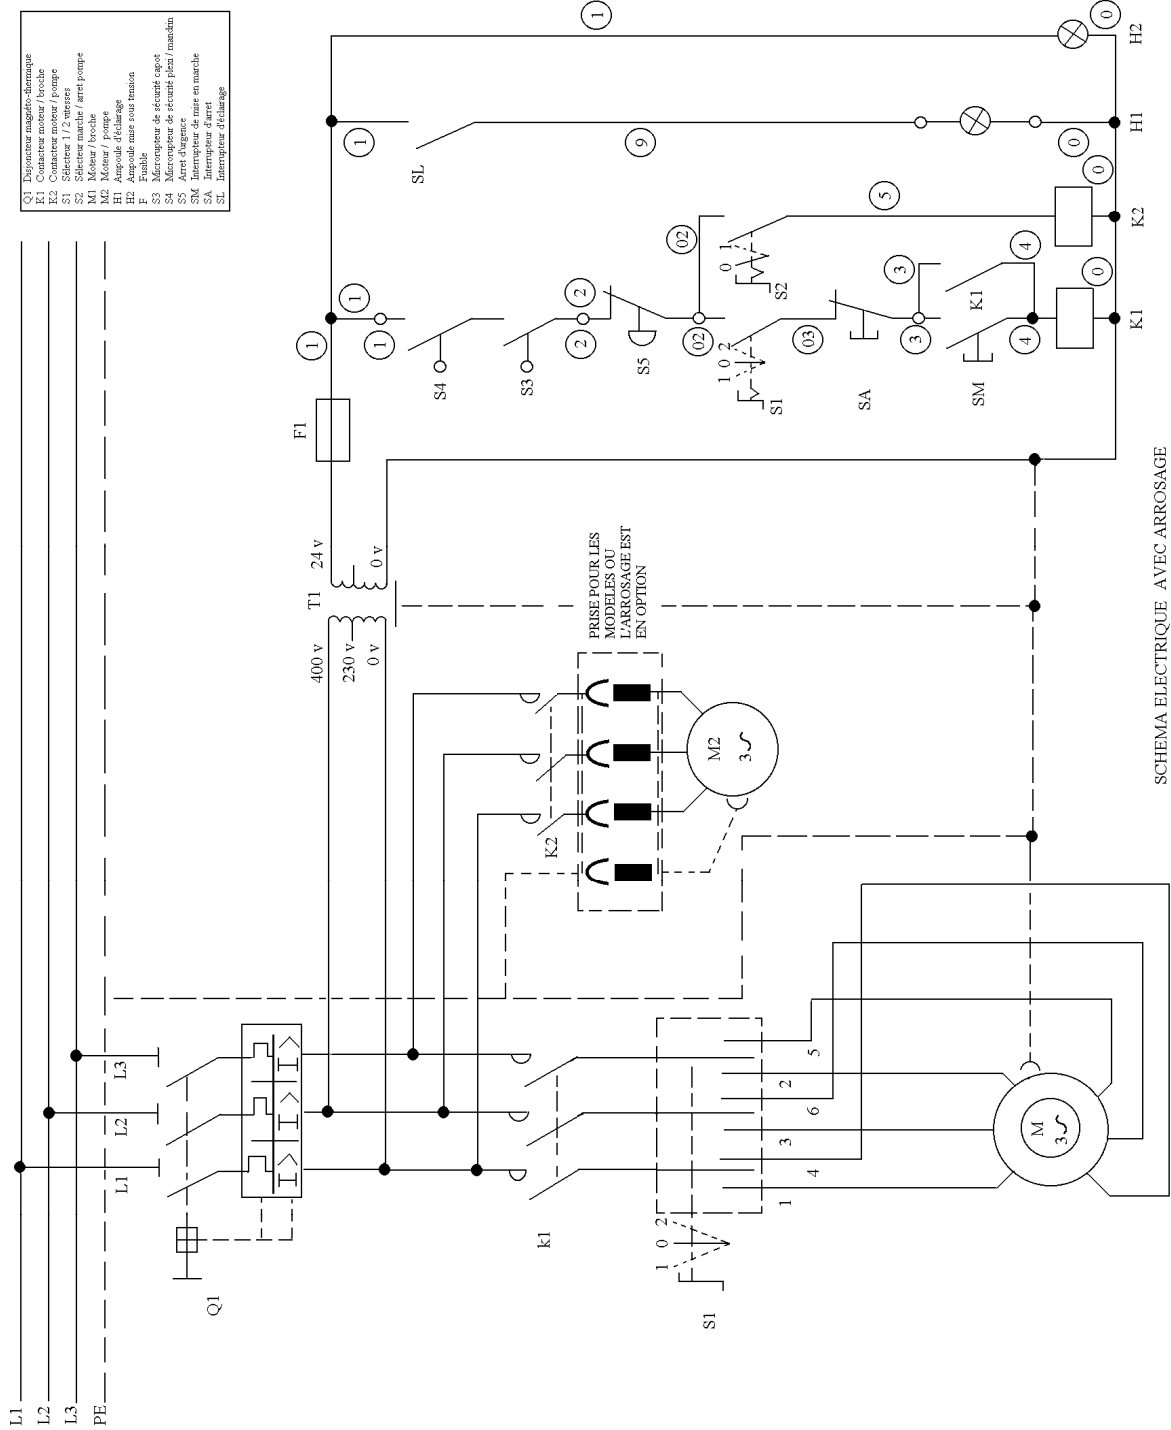 Q1 Disjoncteur magnéto-thermique
K1 Contacteur moteur / broche
K2 Contacteur moteur / pompe
S1 Sélecteur 1 / 2 vitesses
S2 Sélecteur marche / arret pompe
M1 Moteur / broche
M2 Moteur / pompe
H1 Ampoule d'éclairage
H2 Ampoule mise sous tension
F Fusible
S3 Microrupteur de sécurité capot
S4 Microrupteur de sécurité plexi / mandrin
S5 Arret d'urgence
SM Interrupteur de mise en marche
SA Interrupteur d'arret
SL Interrupteur d'éclairage
L1
L2
L3
PE
L1
L2
L3
Q1
400 v
230 v
0 v
T1
24 v
0 v
F1
1
1
0
H2
1
SL
9
0
H1
02
0 1
S2
5
0
K2
1
1
S4
S3
2
2
S5
02
1 0 2
S1
03
SA
3
3
K1
SM
4
4
0
K1
K2
PRISE POUR LES
MODELES OU
L'ARROSAGE EST
EN OPTION
M2
3
k1
1 0 2
S1
1
4
3
6
2
5
M
3
SCHEMA ELECTRIQUE AVEC ARROSAGE